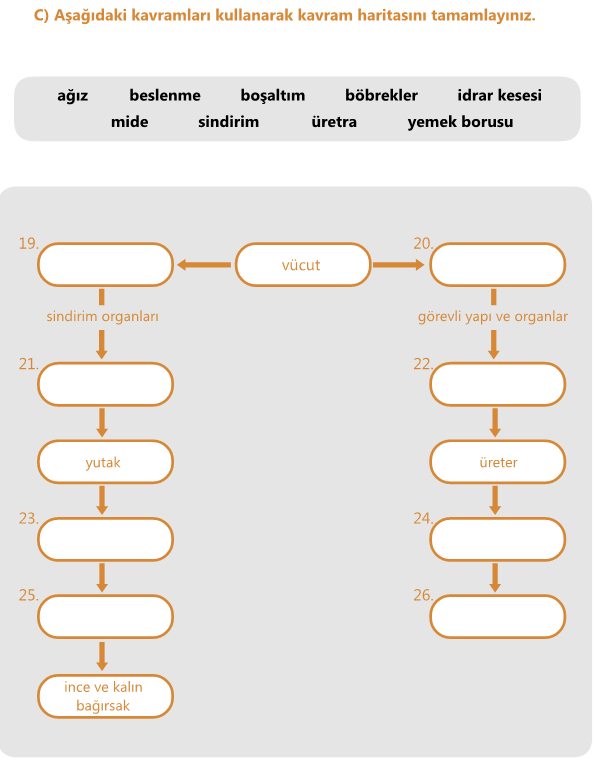 C) Aşağıdaki kavramları kullanarak kavram haritasını tamamlayınız.
ağız beslenme boşaltım böbrekler idrar kesesi
mide sindirim üretra yemek borusu
19. vücut 20.
sindirim organları görevli yapı ve organlar
21. 22.
yutak üreter
23. 24.
25. 26.
ince ve kalın
bağırsak